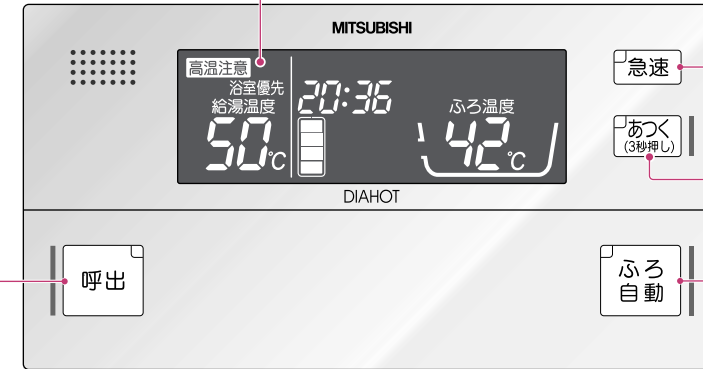 MITSUBISHI
高温注意
浴室優先
給湯温度
50℃
20:36
ふろ温度
42℃
DIAHOT
急速
あつく
(3秒押し)
呼出
ふろ
自動